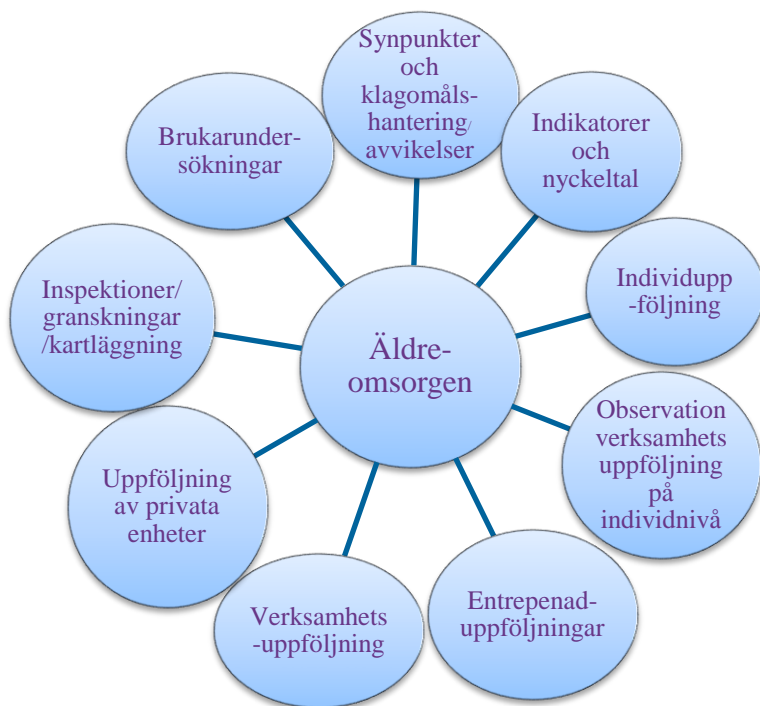 Synpunkter
och
klagomåls-
hantering/
avvikelser
Indikatorer
och
nyckeltal
Individupp
-följning
Observation
verksamhets
uppföljning
på
individnivå
Entrepenad-
uppföljningar
Verksamhets
-uppföljning
Uppföljning
av privata
enheter
Inspektioner/
granskningar
/kartläggning
Brukarunder-
sökningar
Äldre-
omsorgen